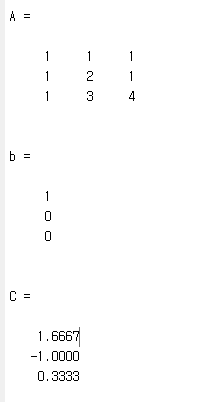 A =
1 1 1
1 2 1
1 3 4
b =
1
0
0
C =
1.6667
-1.0000
0.3333